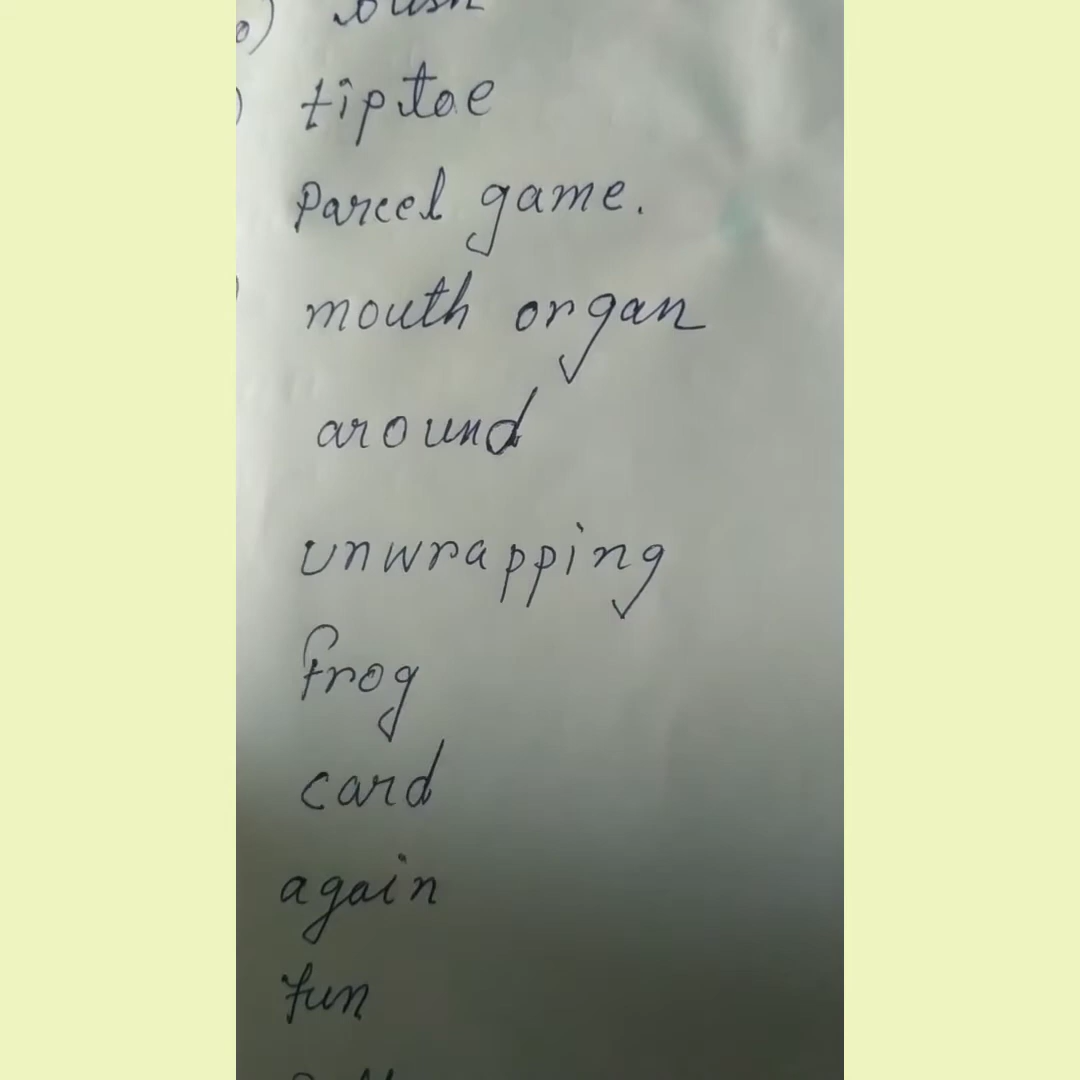 tiptoe
Parcel game.
mouth organ
around
unwrapping
frog
card
again
fun